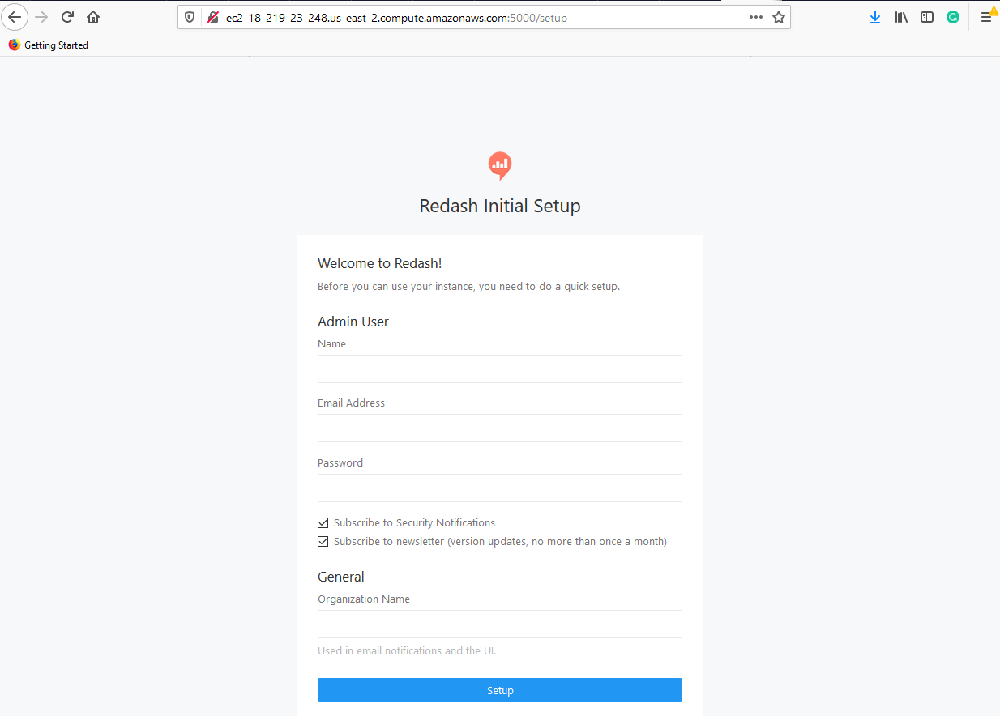 ec2-18-219-23-248.us-east-2.compute.amazonaws.com:5000/setup
Getting Started
Redash Initial Setup
Welcome to Redash!
Before you can use your instance, you need to do a quick setup.
Admin User
Name
Email Address
Password
Subscribe to Security Notifications
Subscribe to newsletter (version updates, no more than once a month)
General
Organization Name
Used in email notifications and the UI.
Setup